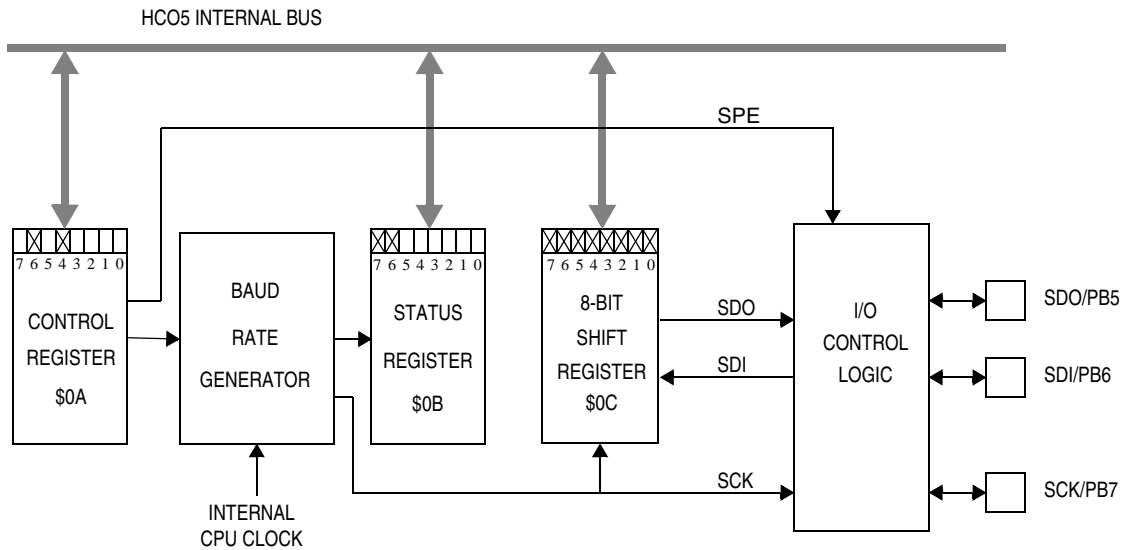 HCO5 INTERNAL BUS
SPE
7 6 5 4 3 2 1 0
CONTROL
REGISTER
$0A
BAUD
RATE
GENERATOR
7 6 5 4 3 2 1 0
STATUS
REGISTER
$0B
7 6 5 4 3 2 1 0
8-BIT
SHIFT
REGISTER
$0C
SDO
SDI
SCK
I/O
CONTROL
LOGIC
SDO/PB5
SDI/PB6
SCK/PB7
INTERNAL
CPU CLOCK